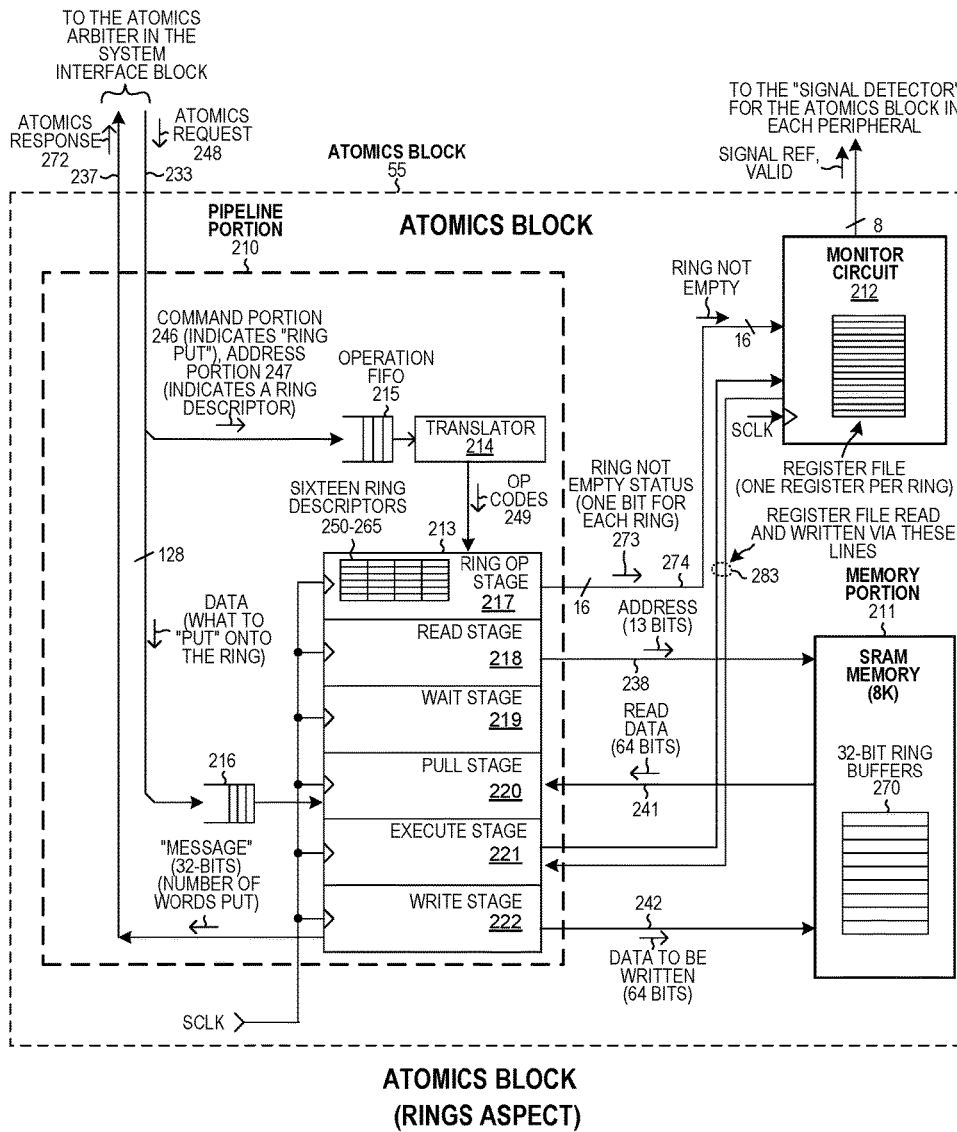 TO THE ATOMICS
ARBITER IN THE
SYSTEM
INTERFACE BLOCK
ATOMICS
RESPONSE
272
237
ATOMICS
REQUEST
248
233
ATOMICS BLOCK
55
TO THE "SIGNAL DETECTOR"
FOR THE ATOMICS BLOCK IN
EACH PERIPHERAL
SIGNAL REF,
VALID
8
PIPELINE
PORTION
210
ATOMICS BLOCK
MONITOR
CIRCUIT
212
RING NOT
EMPTY
16
SCLK
REGISTER FILE
(ONE REGISTER PER RING)
COMMAND PORTION
246 (INDICATES "RING
PUT"), ADDRESS
PORTION 247
(INDICATES A RING
DESCRIPTOR)
OPERATION
FIFO
215
TRANSLATOR
214
OP
CODES
249
RING NOT
EMPTY STATUS
(ONE BIT FOR
EACH RING)
273
274
16
REGISTER FILE READ
AND WRITTEN VIA THESE
LINES
283
SIXTEEN RING
DESCRIPTORS
250-265
213
RING OP
STAGE
217
128
DATA
(WHAT TO
"PUT" ONTO
THE RING)
READ STAGE
218
ADDRESS
(13 BITS)
238
MEMORY
PORTION
211
SRAM
MEMORY
(8K)
WAIT STAGE
219
READ
DATA
(64 BITS)
241
PULL STAGE
220
216
32-BIT RING
BUFFERS
270
EXECUTE STAGE
221
"MESSAGE"
(32-BITS)
(NUMBER OF
WORDS PUT)
WRITE STAGE
222
242
DATA TO BE
WRITTEN
(64 BITS)
SCLK
ATOMICS BLOCK
(RINGS ASPECT)